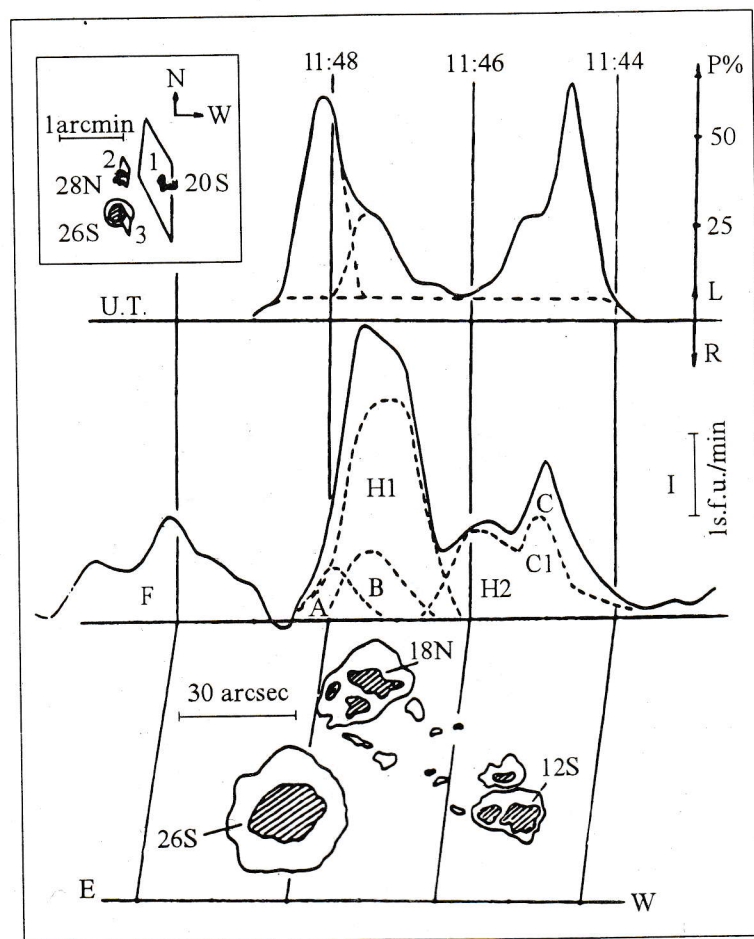 11:48 11:46 11:44 P%
N
W
1arcmin
50
2 1
28N 20S
25
26S 3
L
U.T.
R
I 1s.f.u./min
H1
C
C1
F A B H2
18N
30 arcsec
12S
26S
E W